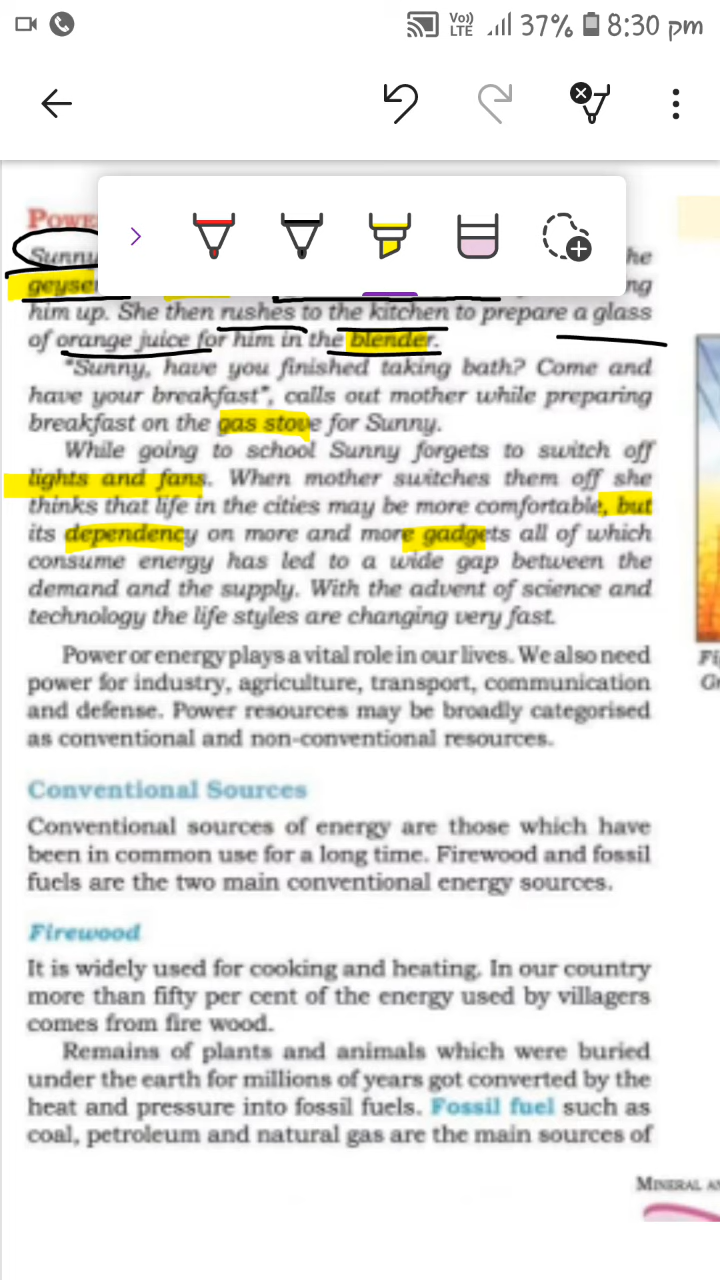 Vo))
LTE
37%
8:30 pm
Powe
Sunny he
geyser ng
him up. She then rushes to the kitchen to prepare a glass
of orange juice for him in the blender.
"Sunny, have you finished taking bath? Come and
have your breakfast", calls out mother while preparing
breakfast on the gas stove for Sunny.
While going to school Sunny forgets to switch off
lights and fans. When mother switches them off she
thinks that life in the cities may be more comfortable, but
its dependency on more and more gadgets all of which
consume energy has led to a wide gap between the
demand and the supply. With the advent of science and
technology the life styles are changing very fast.
Power or energy plays a vital role in our lives. We also need
power for industry, agriculture, transport, communication
and defense. Power resources may be broadly categorised
as conventional and non-conventional resources.
Conventional Sources
Conventional sources of energy are those which have
been in common use for a long time. Firewood and fossil
fuels are the two main conventional energy sources.
Firewood
It is widely used for cooking and heating. In our country
more than fifty per cent of the energy used by villagers
comes from fire wood.
Remains of plants and animals which were buried
under the earth for millions of years got converted by the
heat and pressure into fossil fuels. Fossil fuel such as
coal, petroleum and natural gas are the main sources of
Fi
Gr
MINERAL AN